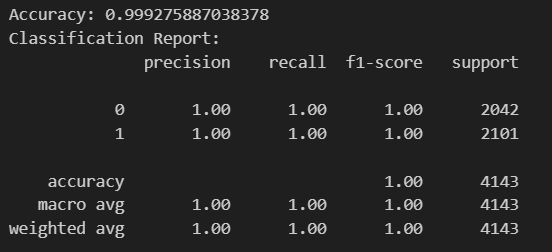 Accuracy: 0.999275887038378
Classification Report:
precision recall f1-score support
0 1.00 1.00 1.00 2042
1 1.00 1.00 1.00 2101
accuracy 1.00 4143
macro avg 1.00 1.00 1.00 4143
weighted avg 1.00 1.00 1.00 4143